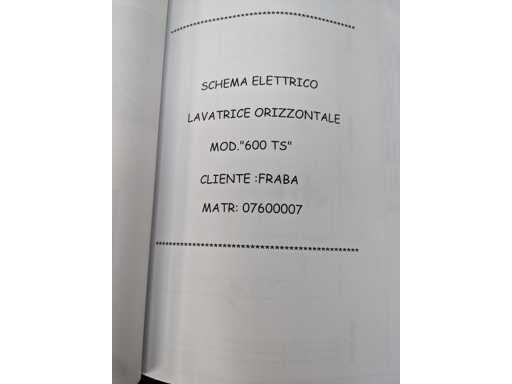 **********************************************
SCHEMA ELETTRICO
LAVATRICE ORIZZONTALE
MOD."600 TS"
CLIENTE :FRABA
MATR: 07600007
**********************************************